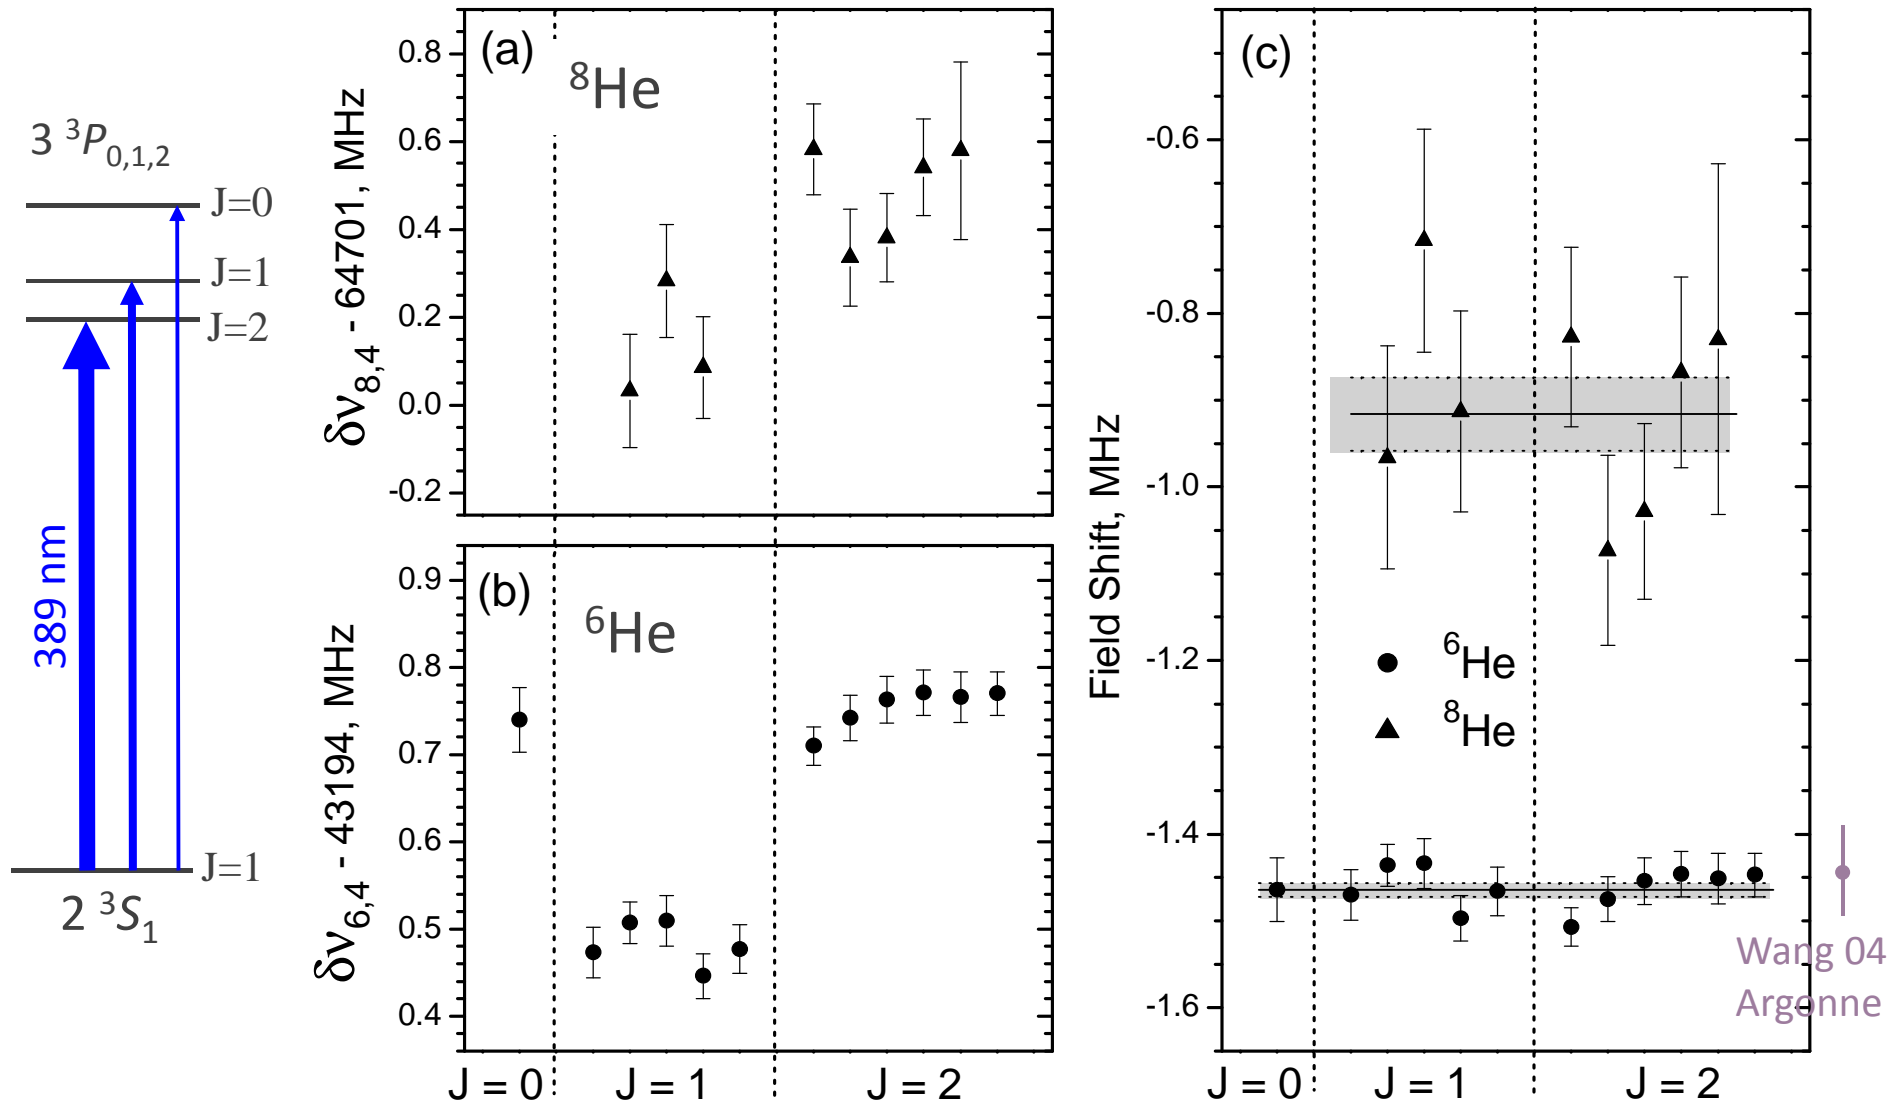 3 ³P₀,₁,₂
J=0
J=1
J=2
389 nm
J=1
2 ³S₁
(a)
⁸He
δν₈,₄ - 64701, MHz
0.8
0.6
0.4
0.2
0.0
-0.2
(b)
⁶He
δν₆,₄ - 43194, MHz
0.9
0.8
0.7
0.6
0.5
0.4
J = 0
J = 1
J = 2
(c)
Field Shift, MHz
-0.6
-0.8
-1.0
-1.2
-1.4
-1.6
⁶He
⁸He
J = 0
J = 1
J = 2
Wang 04
Argonne